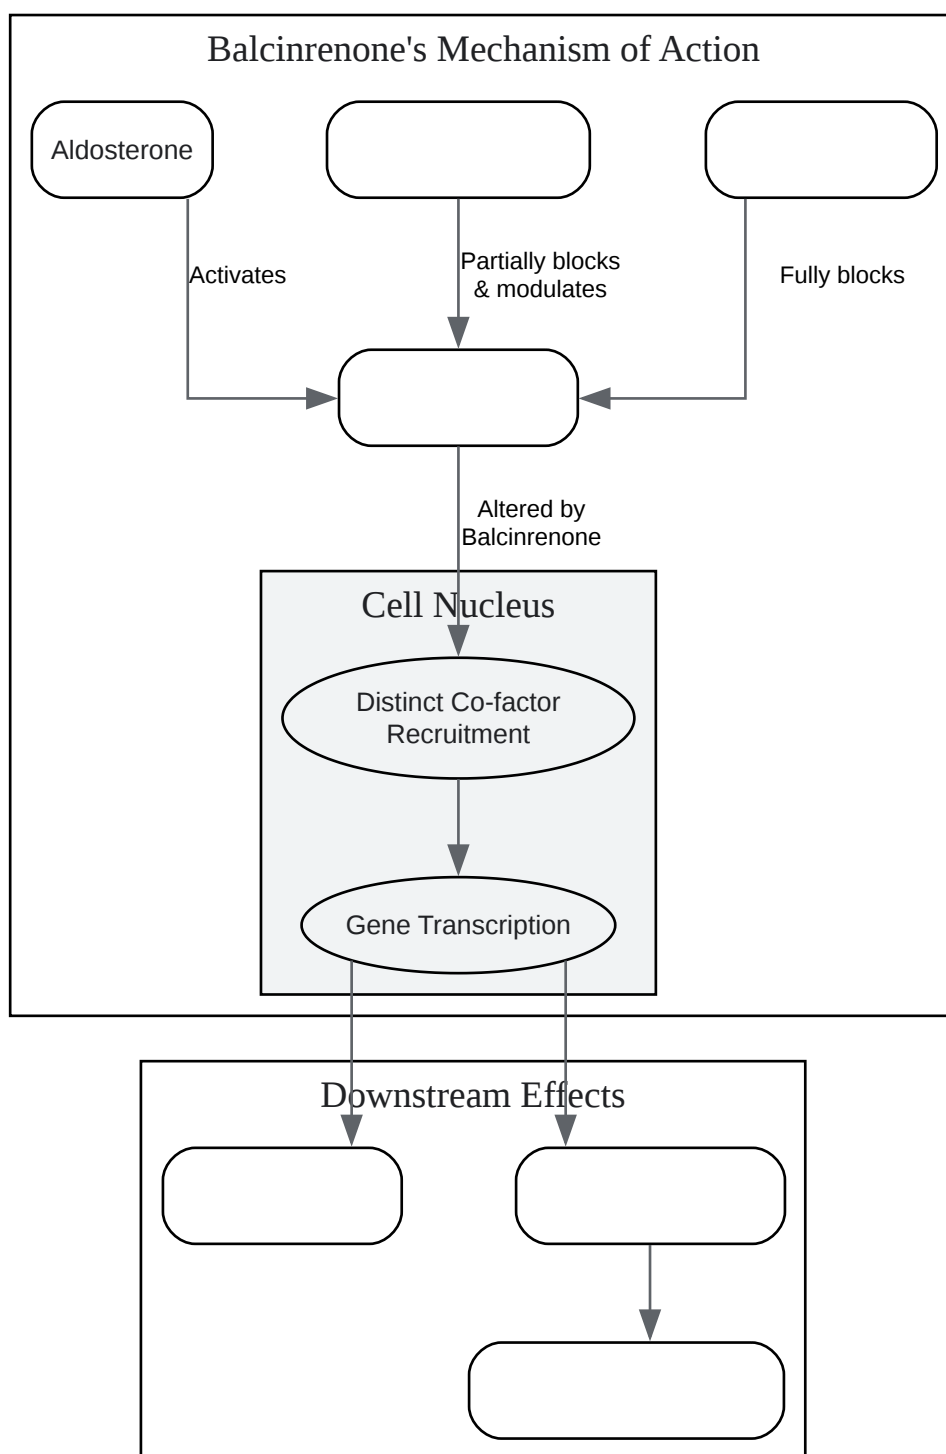 Balcinrenone's Mechanism of Action
Aldosterone
Activates
Partially blocks
& modulates
Fully blocks
Altered by
Balcinrenone
Cell Nucleus
Distinct Co-factor
Recruitment
Gene Transcription
Downstream Effects